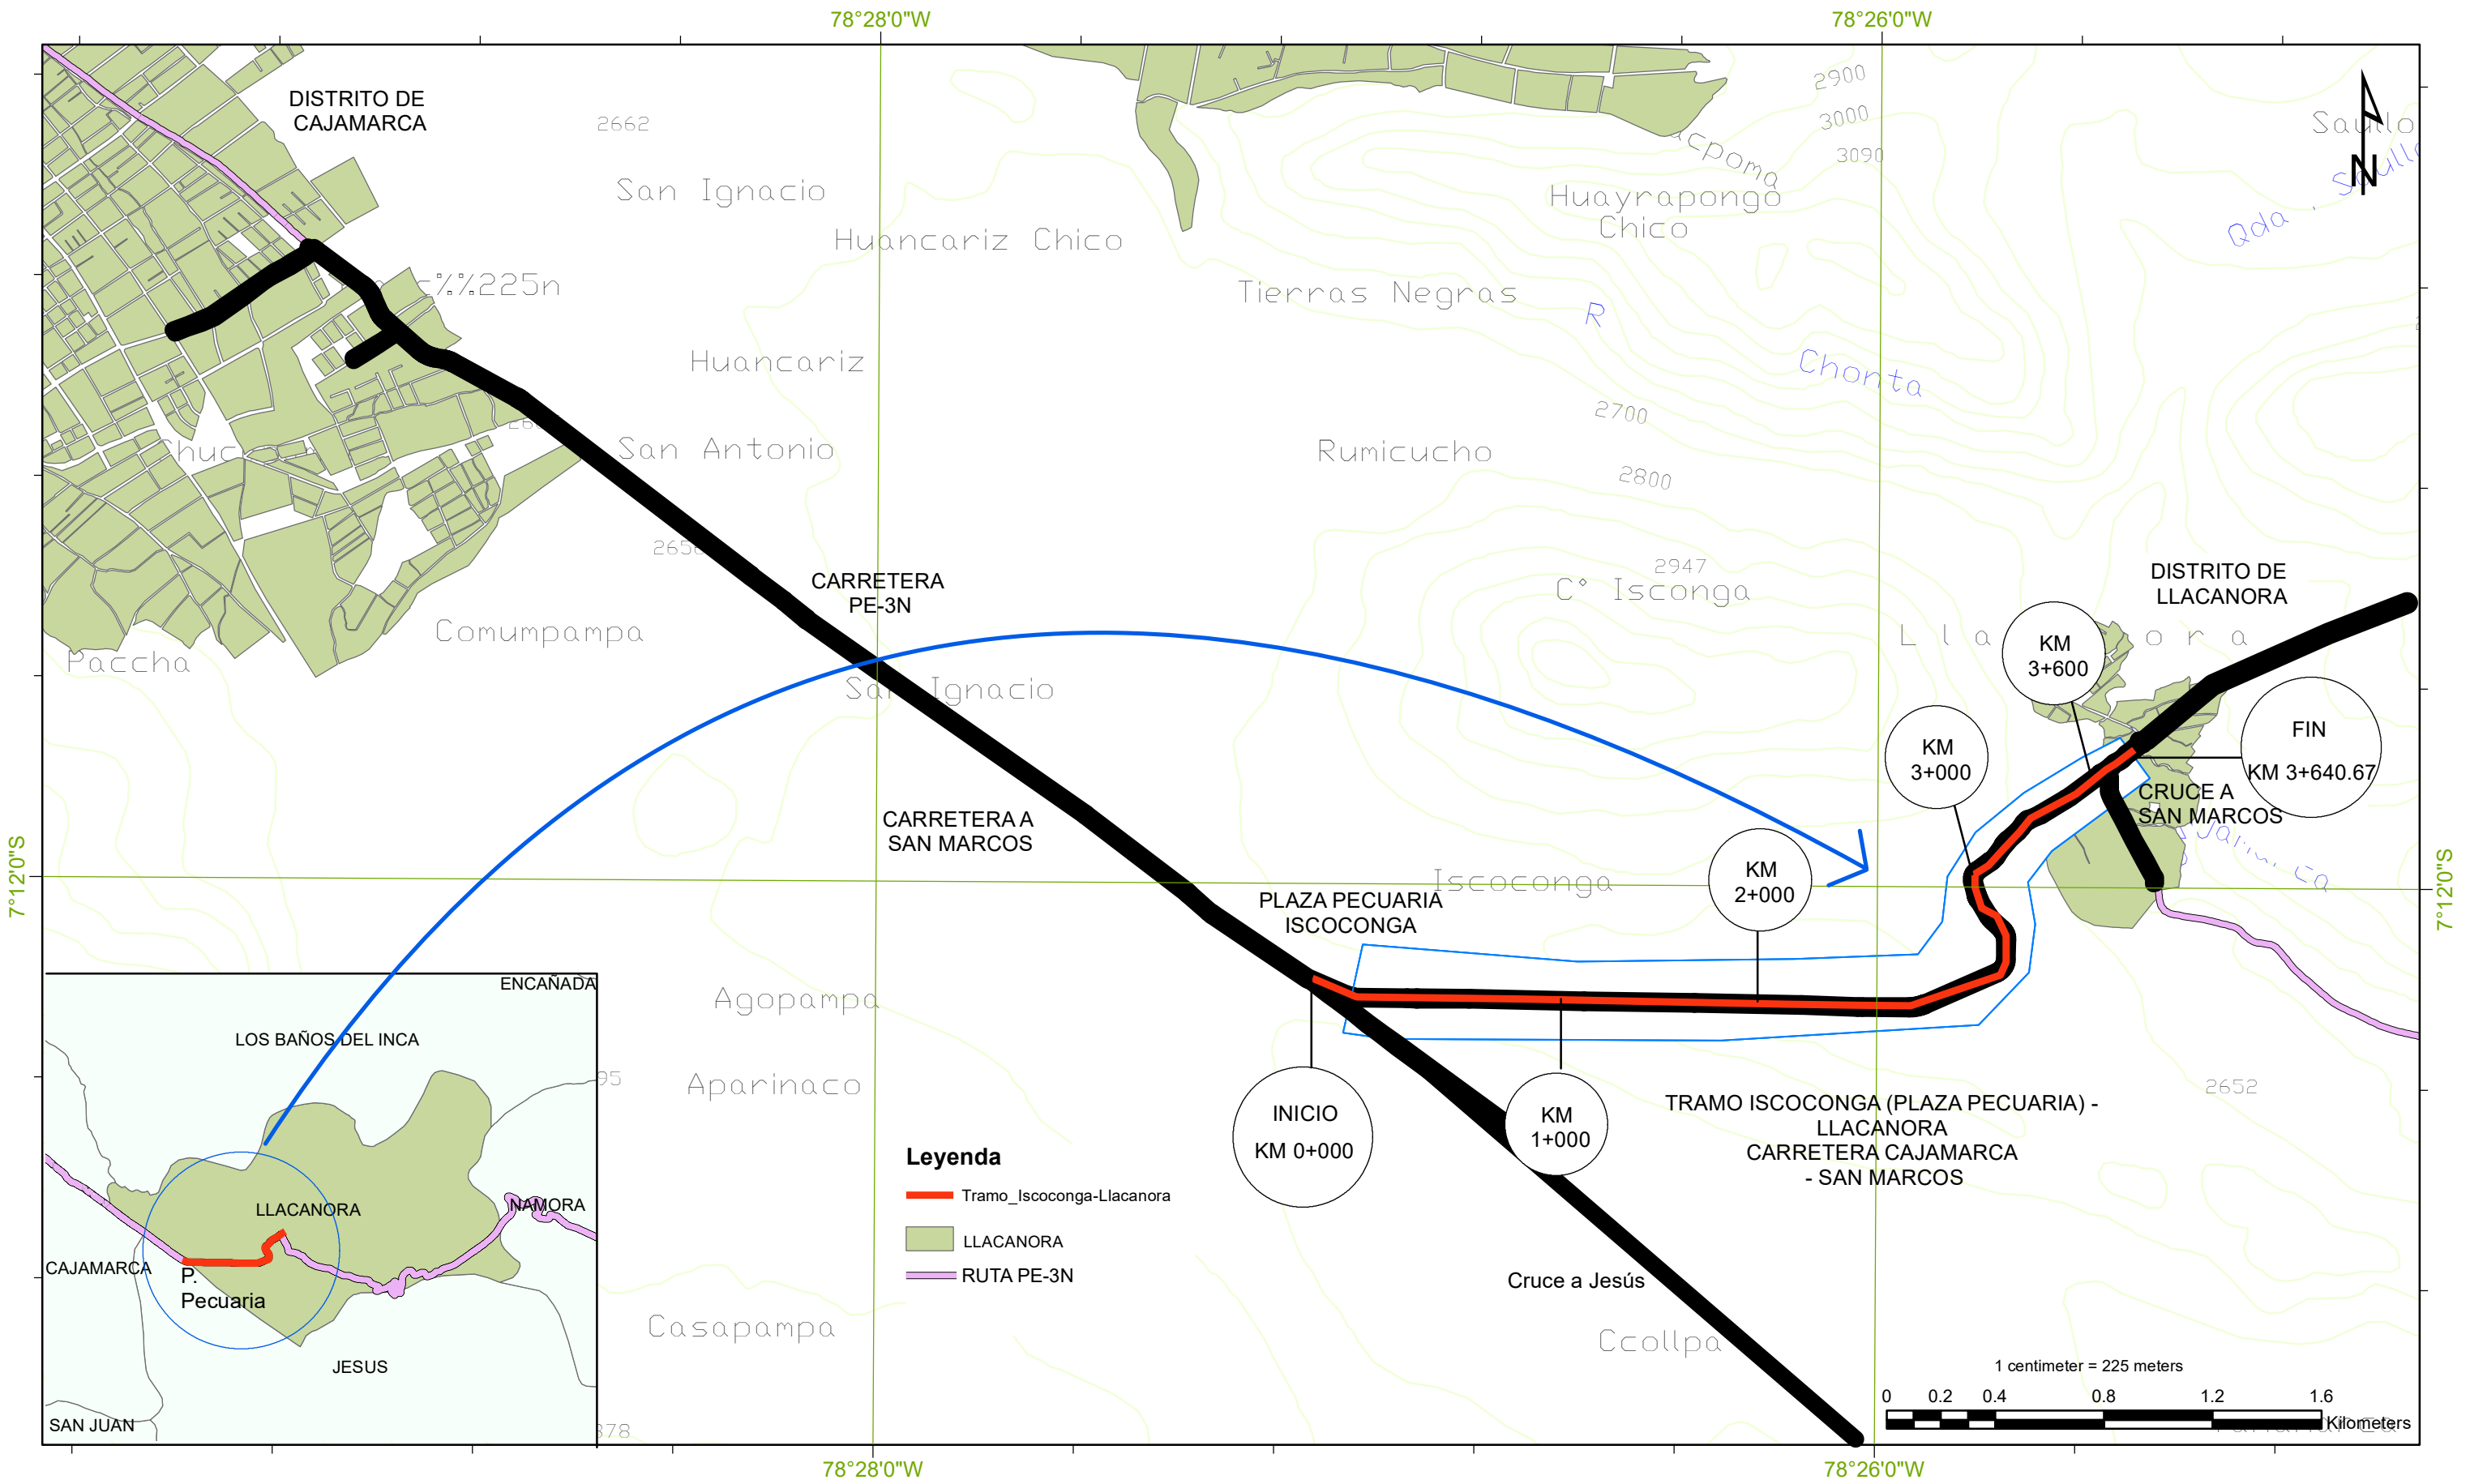 78°28'0"W
78°26'0"W
DISTRITO DE
CAJAMARCA
2662
San Ignacio
Huancariz Chico
2900
3000
3090
Huayrapongo
Chico
Qda .
Tierras Negras
R
Chonta
N
Huancariz
2700
San Antonio
Rumicucho
2800
2947
C° Isconga
CARRETERA
PE-3N
DISTRITO DE
LLACANORA
Comumpampa
Paccha
San Ignacio
KM
3+600
KM
3+000
FIN
KM 3+640.67
CRUCE A
SAN MARCOS
CARRETERA A
SAN MARCOS
7°12'0"S
7°12'0"S
Iscoconga
KM
2+000
PLAZA PECUARIA
ISCOCONGA
Agopampa
Aparinaco
INICIO
KM 0+000
KM
1+000
2652
TRAMO ISCOCONGA (PLAZA PECUARIA) -
LLACANORA
CARRETERA CAJAMARCA
- SAN MARCOS
ENCAÑADA
LOS BAÑOS DEL INCA
LLACANORA
NAMORA
CAJAMARCA
P.
Pecuaria
JESUS
SAN JUAN
Leyenda
Tramo_Iscoconga-Llacanora
LLACANORA
RUTA PE-3N
Casapampa
Cruce a Jesús
Ccollpa
1 centimeter = 225 meters
0 0.2 0.4 0.8 1.2 1.6
Kilometers
78°28'0"W
78°26'0"W